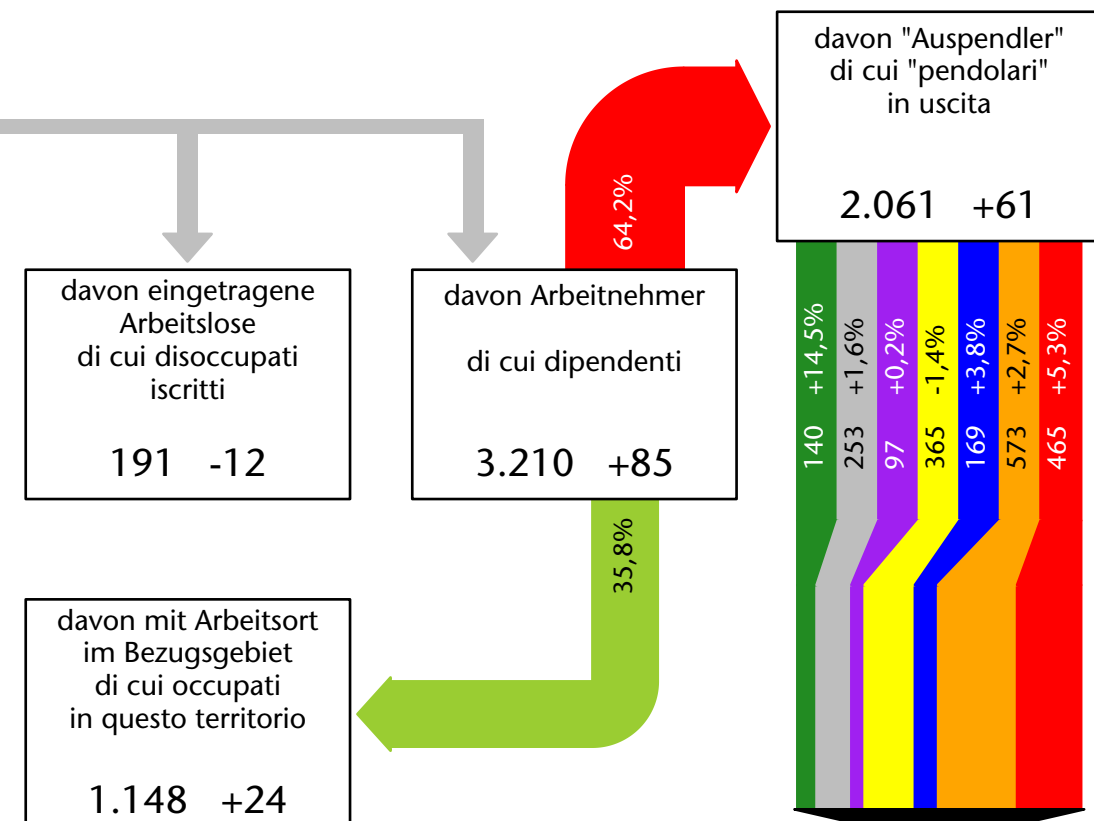 davon "Auspendler"
di cui "pendolari"
in uscita
2.061 +61
64,2%
davon eingetragene
Arbeitslose
di cui disoccupati
iscritti
191 -12
davon Arbeitnehmer
di cui dipendenti
3.210 +85
140 +14,5%
253 +1,6%
97 +0,2%
365 -1,4%
169 +3,8%
573 +2,7%
465 +5,3%
35,8%
davon mit Arbeitsort
im Bezugsgebiet
di cui occupati
in questo territorio
1.148 +24